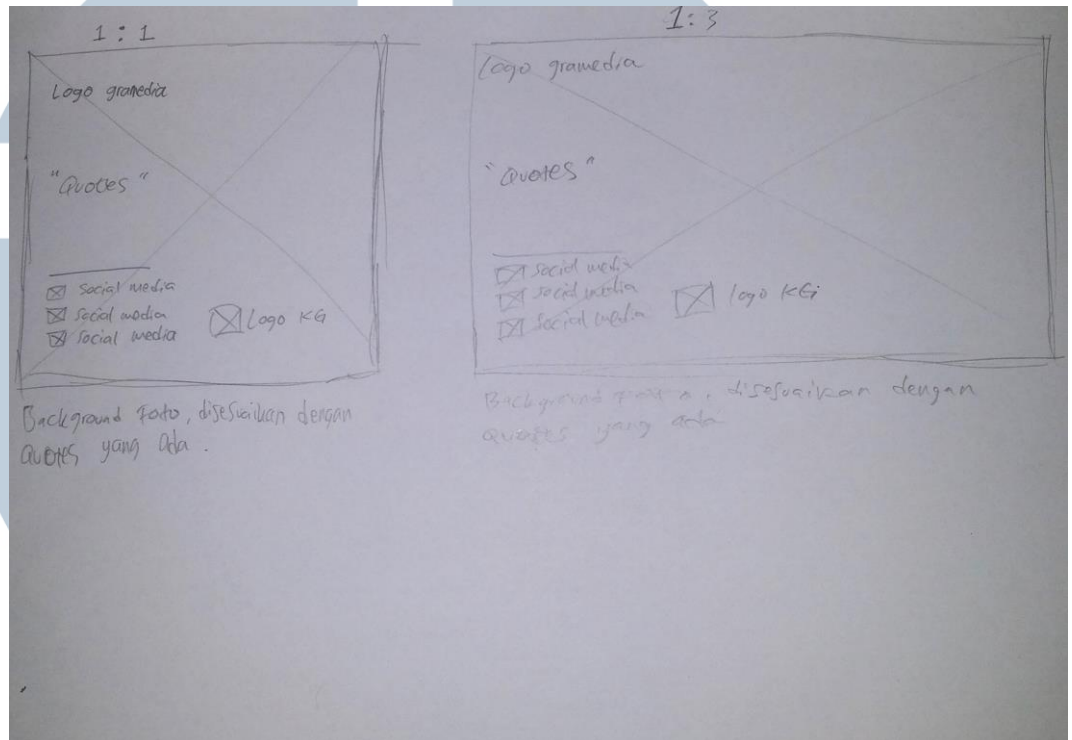 1 : 1
Logo gramedia
"Quotes"
Social media
Social media
Social media
Logo KG
Background Foto, disesuaikan dengan
Quotes yang ada.
1 : 3
Logo gramedia
"Quotes"
Social media
Social media
Social media
logo KG
Background , disesuaikan dengan
Quotes yang ada